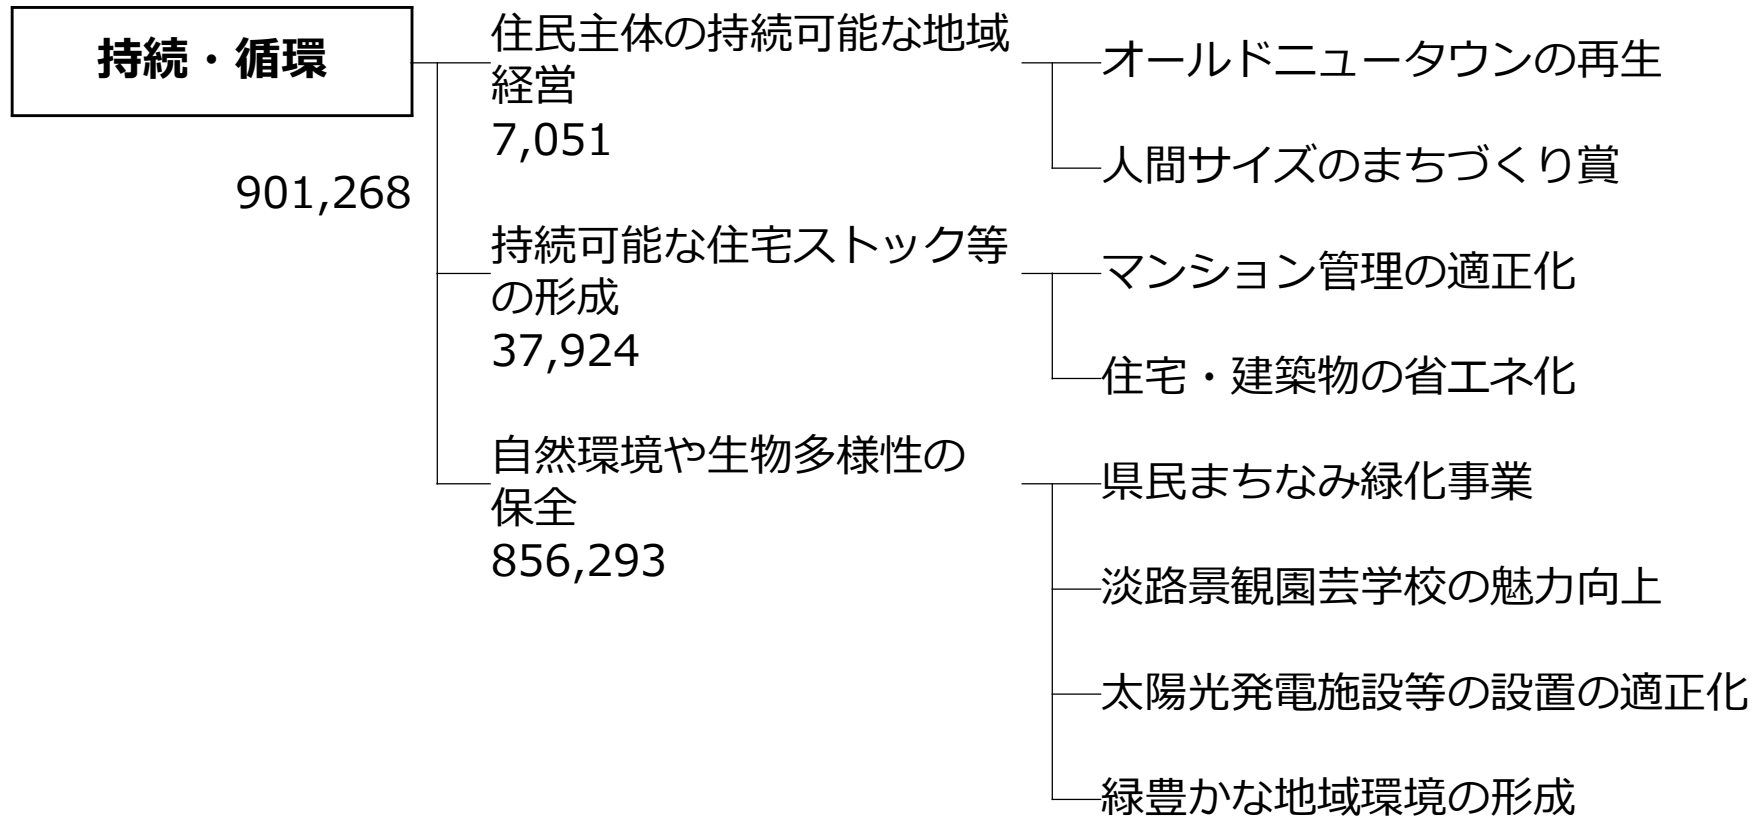 持続・循環
901,268
住民主体の持続可能な地域
経営
7,051
オールドニュータウンの再生
人間サイズのまちづくり賞
持続可能な住宅ストック等
の形成
37,924
マンション管理の適正化
住宅・建築物の省エネ化
自然環境や生物多様性の
保全
856,293
県民まちなみ緑化事業
淡路景観園芸学校の魅力向上
太陽光発電施設等の設置の適正化
緑豊かな地域環境の形成